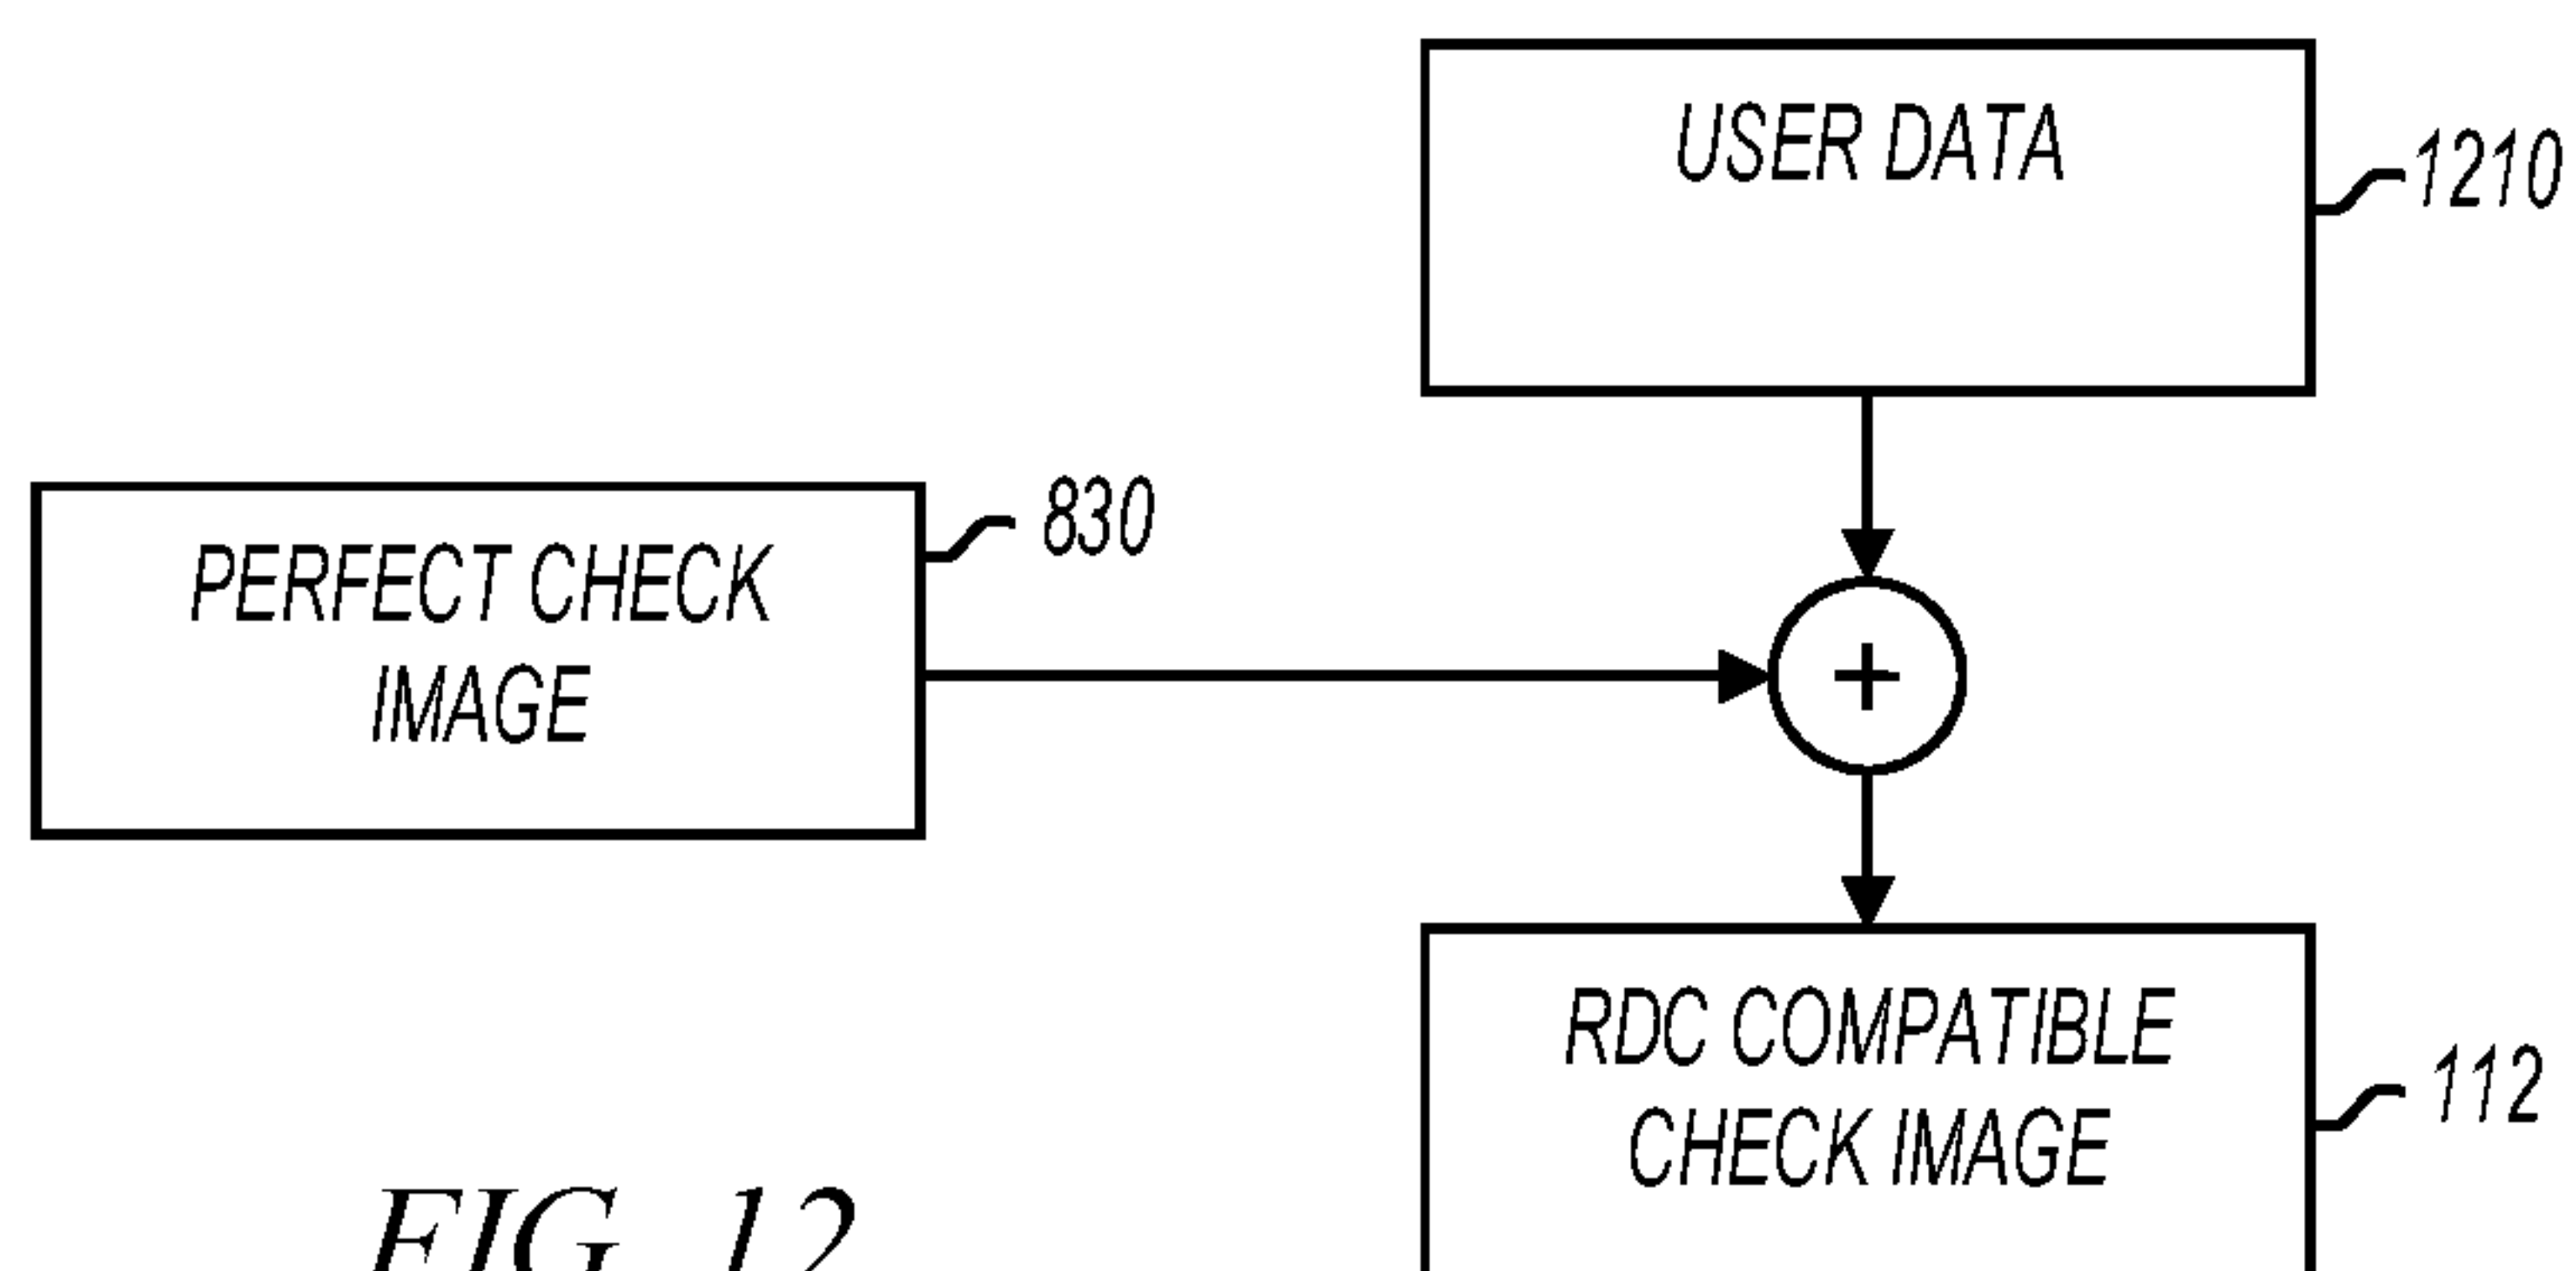 USER DATA
1210
830
PERFECT CHECK
IMAGE
+
RDC COMPATIBLE
CHECK IMAGE
112
FIG. 12